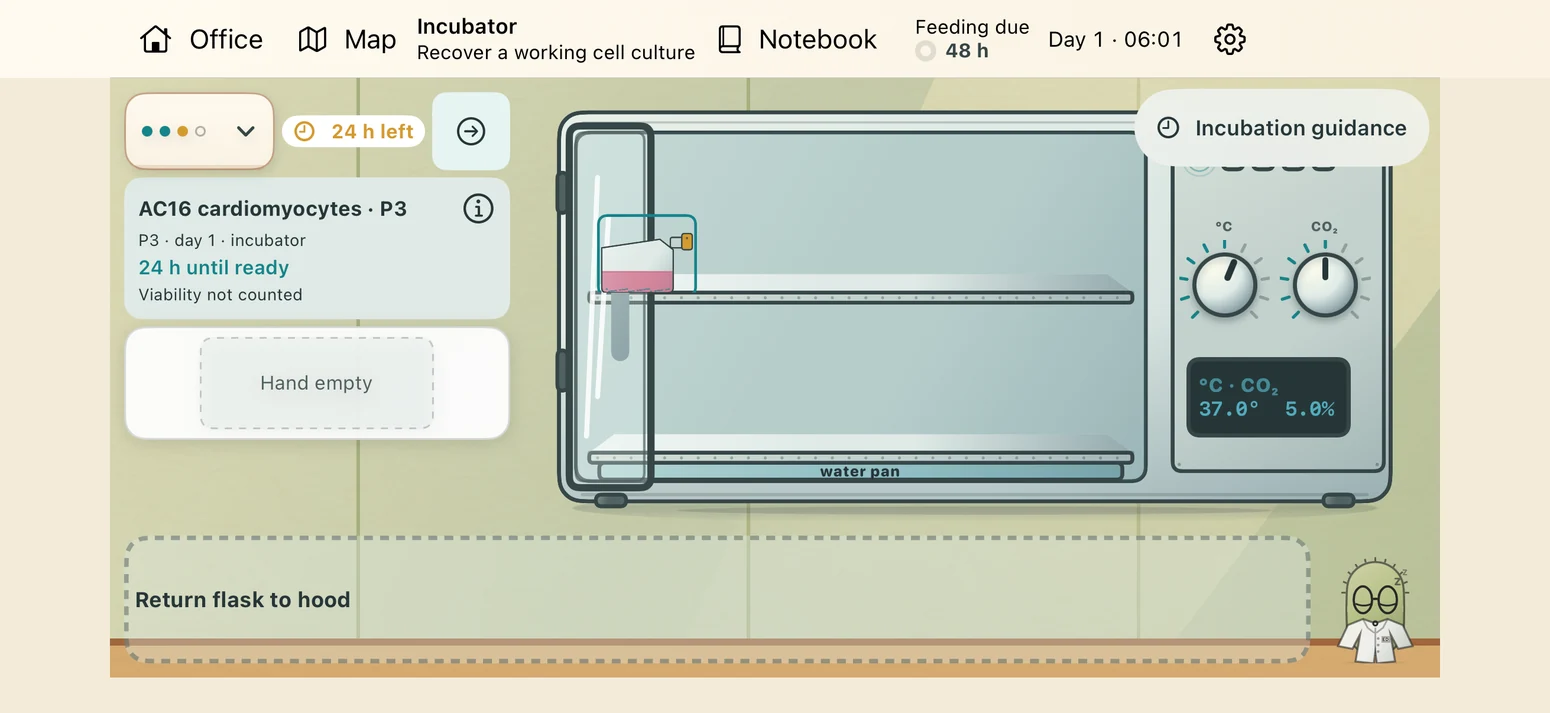 Office
Map
Incubator
Recover a working cell culture
Notebook
Feeding due
48 h
Day 1 · 06:01
24 h left
Incubation guidance
AC16 cardiomyocytes · P3
P3 · day 1 · incubator
24 h until ready
Viability not counted
Hand empty
°C
CO₂
°C · CO₂
37.0° 5.0%
water pan
Return flask to hood
z
z